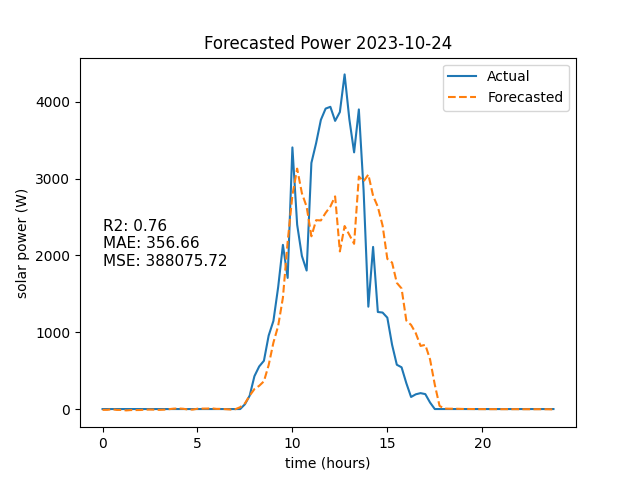 Forecasted Power 2023-10-24
Actual
Forecasted
R2: 0.76
MAE: 356.66
MSE: 388075.72
solar power (W)
4000
3000
2000
1000
0
0 5 10 15 20
time (hours)